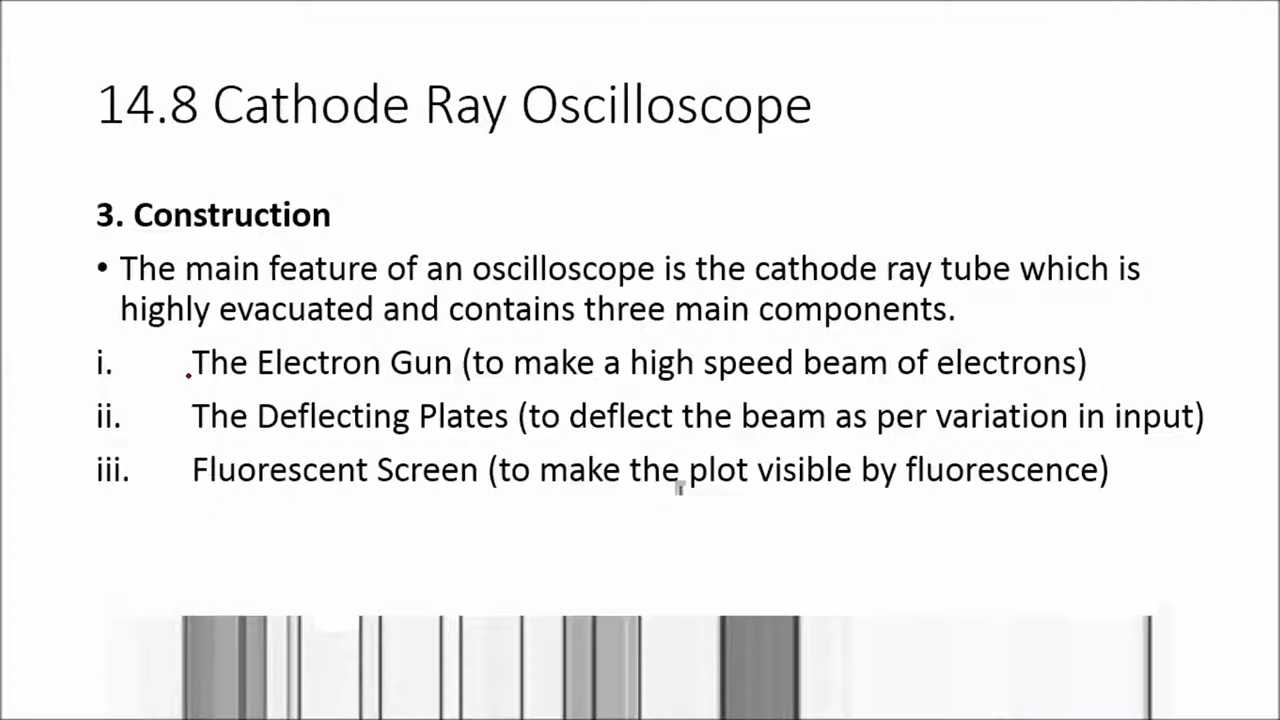 14.8 Cathode Ray Oscilloscope
3. Construction
• The main feature of an oscilloscope is the cathode ray tube which is
highly evacuated and contains three main components.
i. The Electron Gun (to make a high speed beam of electrons)
ii. The Deflecting Plates (to deflect the beam as per variation in input)
iii. Fluorescent Screen (to make the plot visible by fluorescence)